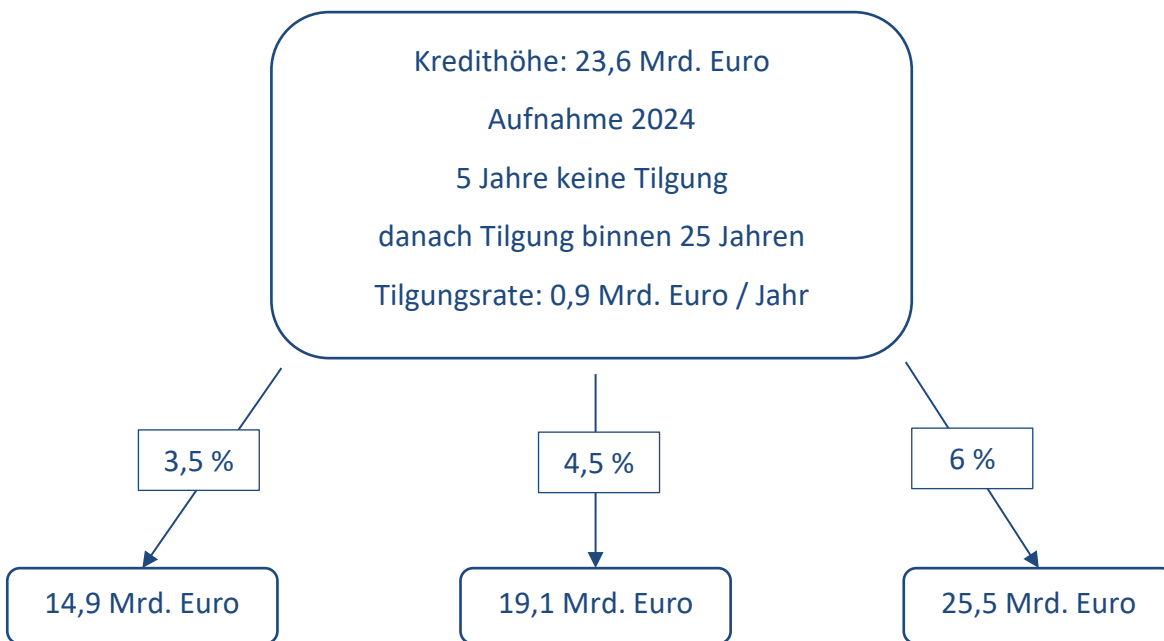 Kredithöhe: 23,6 Mrd. Euro
Aufnahme 2024
5 Jahre keine Tilgung
danach Tilgung binnen 25 Jahren
Tilgungsrate: 0,9 Mrd. Euro / Jahr
3,5 %
4,5 %
6 %
14,9 Mrd. Euro
19,1 Mrd. Euro
25,5 Mrd. Euro